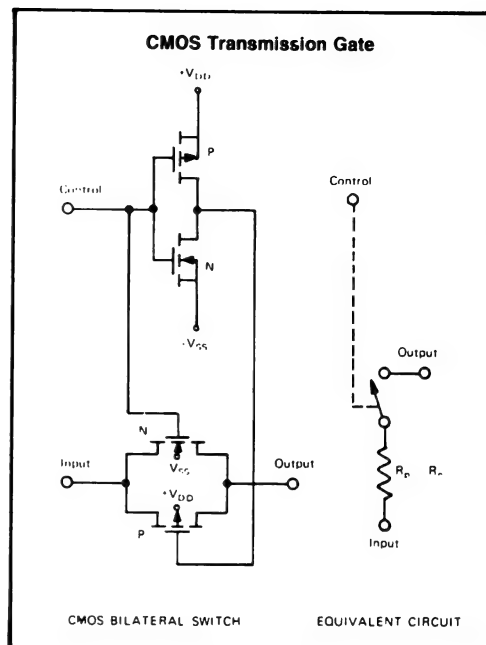 CMOS Transmission Gate
+VDD
P
Control
N
-VSS
N
Input
VSS
Output
+VDD
P
CMOS BILATERAL SWITCH
Control
Output
Rp
Input
EQUIVALENT CIRCUIT